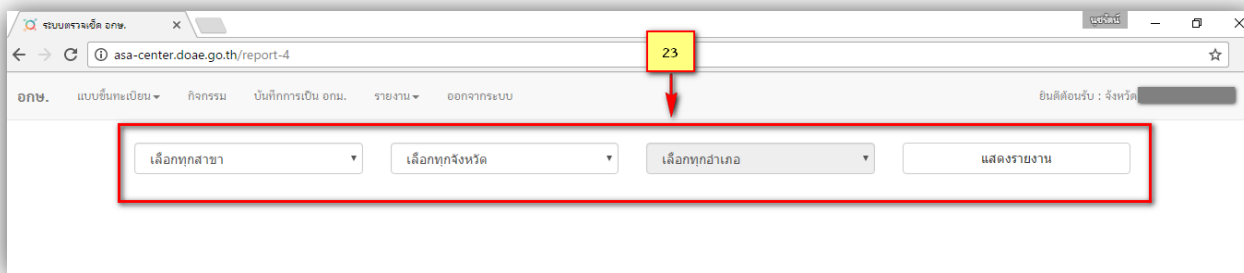 ระบบตรวจเช็ด อกษ.
นุชรัตน์
asa-center.doae.go.th/report-4
23
อกษ. แบบขึ้นทะเบียน กิจกรรม บันทึกการเป็น อกม. รายงาน ออกจากระบบ ยินดีต้อนรับ : จังหวัด
เลือกทุกสาขา เลือกทุกจังหวัด เลือกทุกอำเภอ แสดงรายงาน